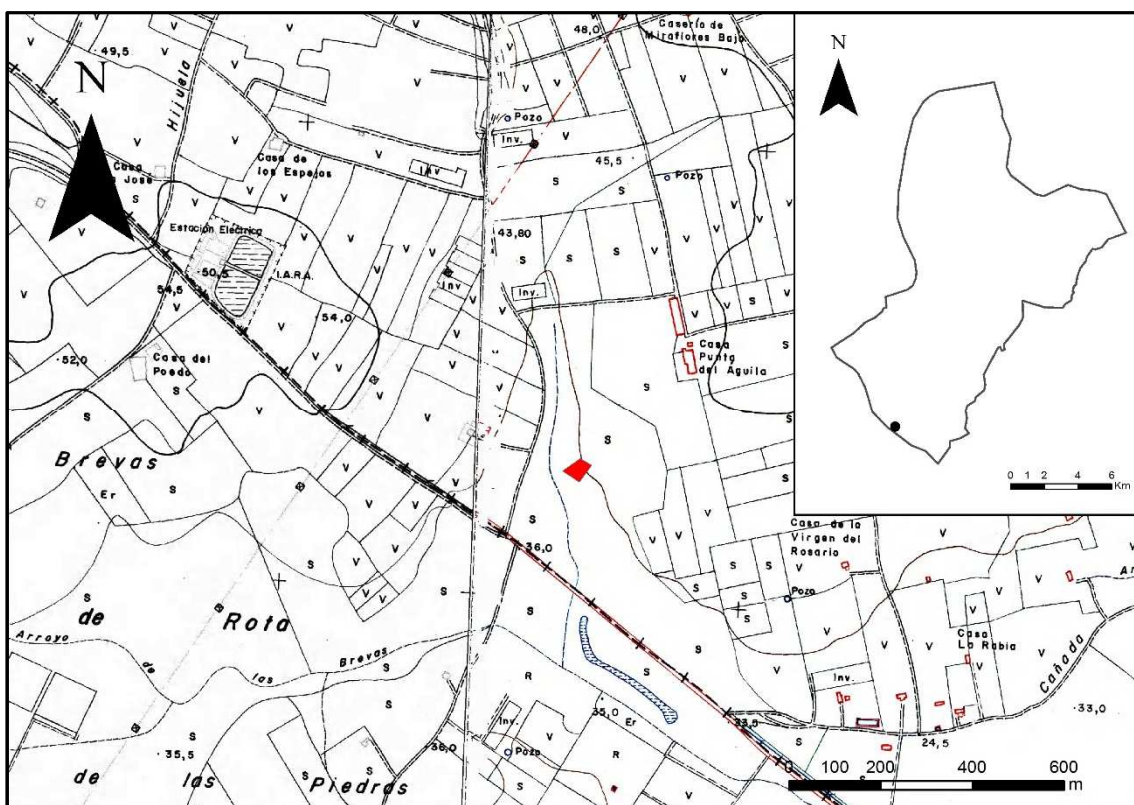 48,0
Caserío de
Miraflores Bajo
V
49,5
N
Hijuela
Pozo
Inv.
Casa de
los Espejos
Inv
45,5
Pozo
Casa
Jose
Estación Eléctrica
43,80
50,5
I.A.R.A.
Inv
Inv.
54,5
54,0
Casa
Punta
del Aguila
52,0
Casa del
Brevas
Er
S
36,0
Casa de la
Virgen del
Rosario
Pozo
de
Rota
Arroyo
de
las
Brevas
Casa
La Rabia
Cañada
R
Inv.
Inv.
35,0
Er
33,5
33,0
35,5
36,0
Pozo
R
24,5
de
las
Piedras
0 100 200 400 600
m
N
0 1 2 4 6
Km